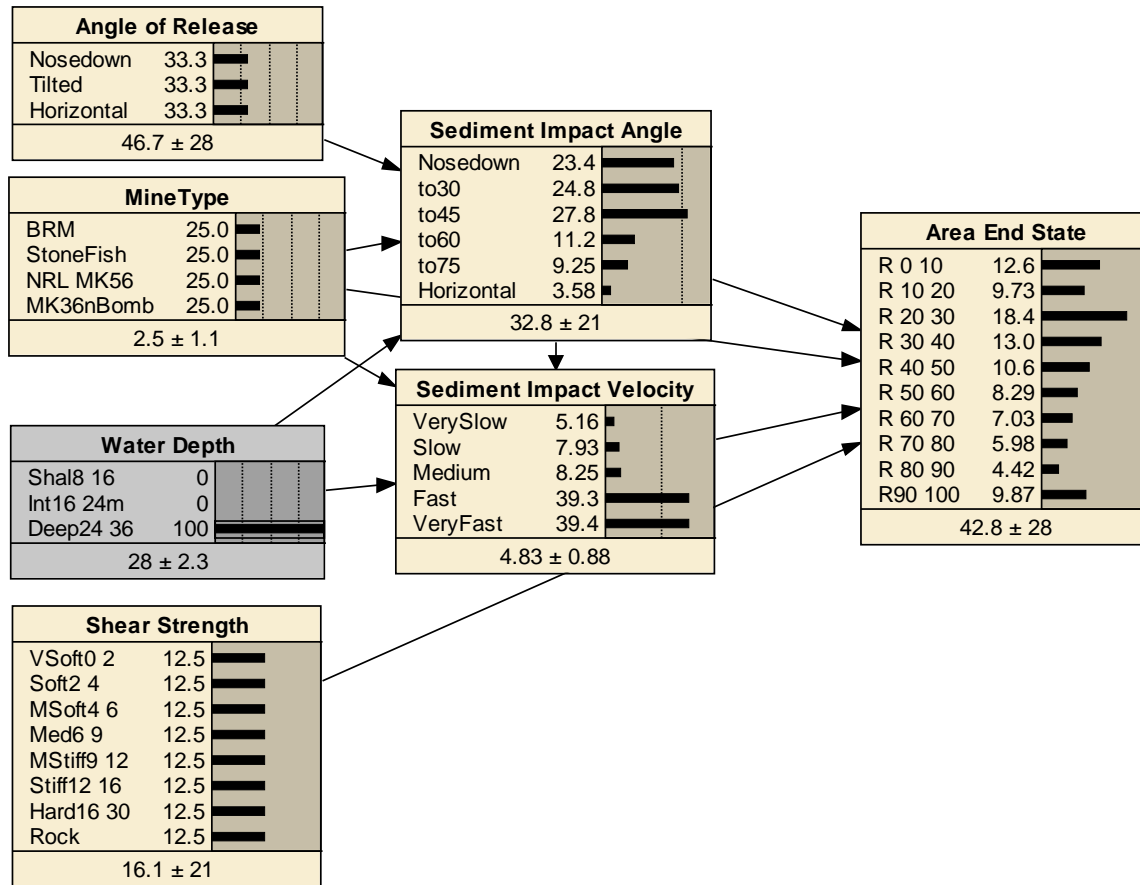 Angle of Release
Nosedown 33.3
Tilted 33.3
Horizontal 33.3
46.7 ± 28
MineType
BRM 25.0
StoneFish 25.0
NRL MK56 25.0
MK36nBomb 25.0
2.5 ± 1.1
Water Depth
Shal8 16 0
Int16 24m 0
Deep24 36 100
28 ± 2.3
Shear Strength
VSoft0 2 12.5
Soft2 4 12.5
MSoft4 6 12.5
Med6 9 12.5
MStiff9 12 12.5
Stiff12 16 12.5
Hard16 30 12.5
Rock 12.5
16.1 ± 21
Sediment Impact Angle
Nosedown 23.4
to30 24.8
to45 27.8
to60 11.2
to75 9.25
Horizontal 3.58
32.8 ± 21
Sediment Impact Velocity
VerySlow 5.16
Slow 7.93
Medium 8.25
Fast 39.3
VeryFast 39.4
4.83 ± 0.88
Area End State
R 0 10 12.6
R 10 20 9.73
R 20 30 18.4
R 30 40 13.0
R 40 50 10.6
R 50 60 8.29
R 60 70 7.03
R 70 80 5.98
R 80 90 4.42
R90 100 9.87
42.8 ± 28